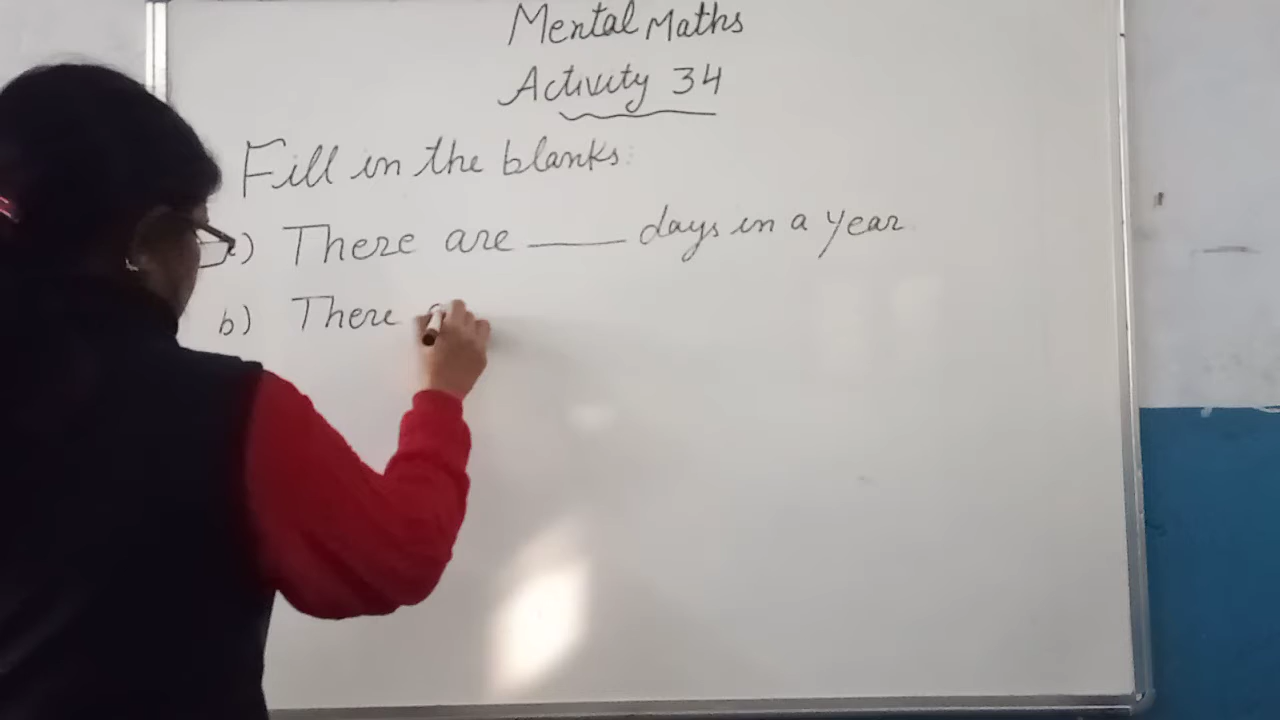 Mental Maths
Activity 34
Fill in the blanks:
a) There are ____ days in a year
b) There